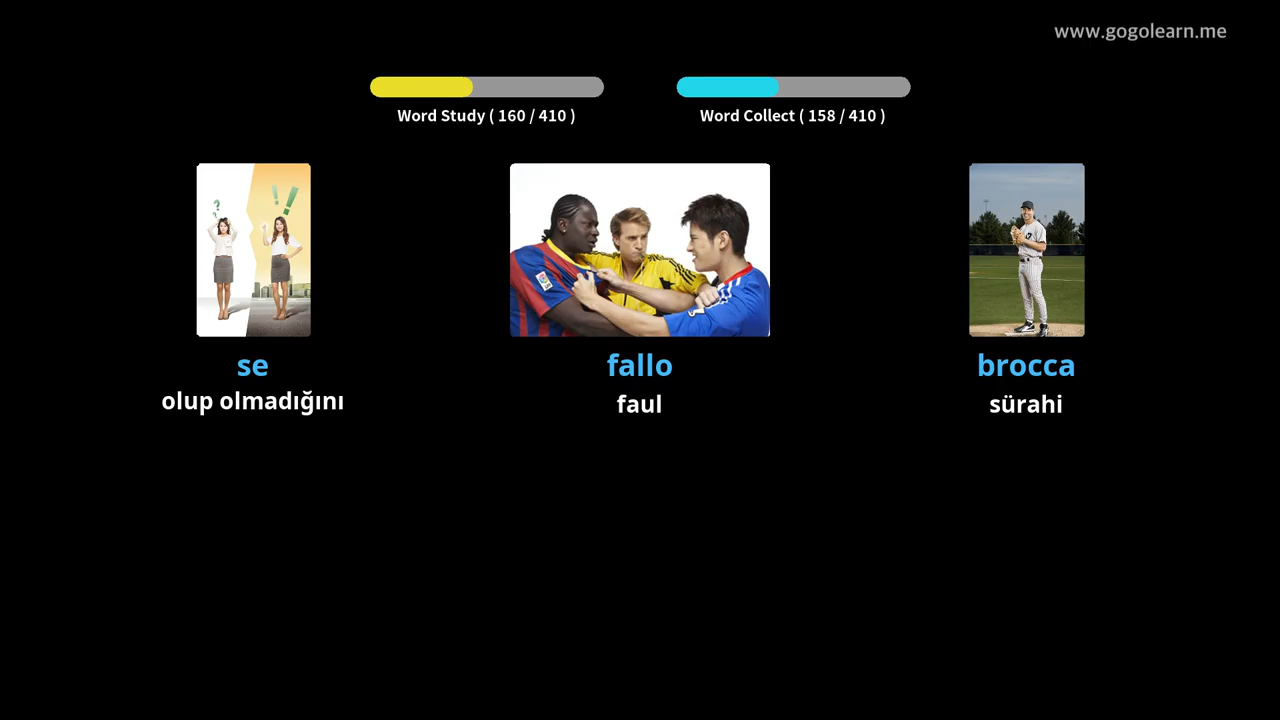 www.gogolearn.me
Word Study ( 160 / 410 )
Word Collect ( 158 / 410 )
se
fallo
brocca
olup olmadığını
faul
sürahi